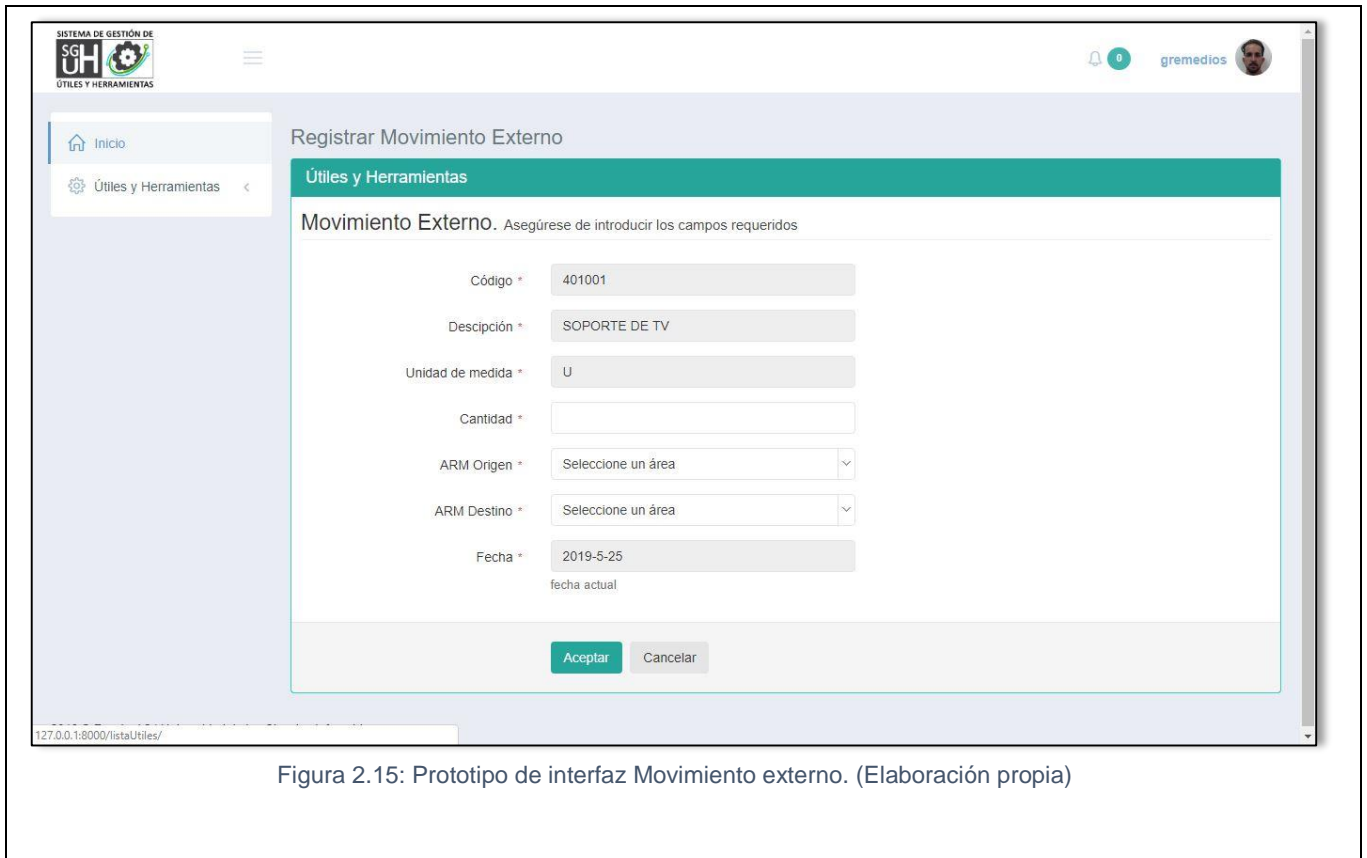 SISTEMA DE GESTIÓN DE
SGUH
ÚTILES Y HERRAMIENTAS
0
gremedios
Inicio
Útiles y Herramientas
Registrar Movimiento Externo
Útiles y Herramientas
Movimiento Externo. Asegúrese de introducir los campos requeridos
Código * 401001
Descipción * SOPORTE DE TV
Unidad de medida * U
Cantidad *
ARM Origen * Seleccione un área
ARM Destino * Seleccione un área
Fecha * 2019-5-25
fecha actual
Aceptar Cancelar
127.0.0.1:8000/listaUtiles/
Figura 2.15: Prototipo de interfaz Movimiento externo. (Elaboración propia)